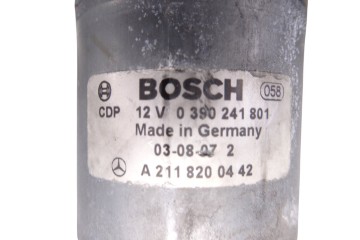 BOSCH 058
CDP 12 V 0 390 241 801
Made in Germany
03-08-07 2
A 211 820 04 42